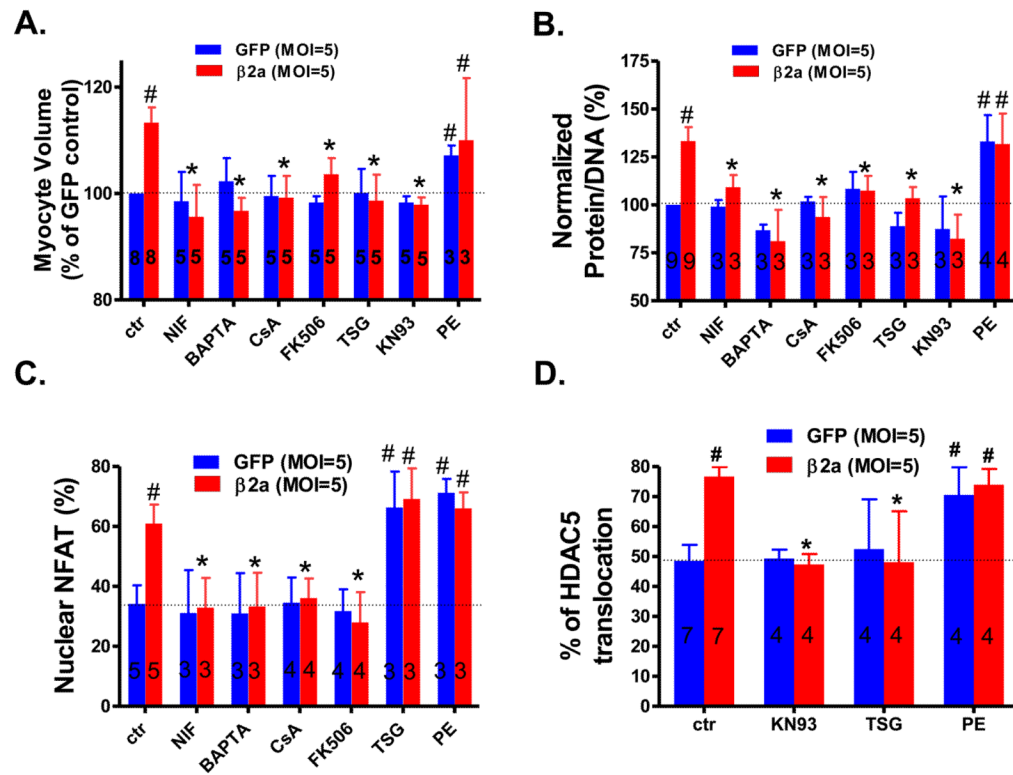 A.
GFP (MOI=5)
β2a (MOI=5)
Myocyte Volume
(% of GFP control)
120
100
80
# * * * * * * # #
8 8 5 5 5 5 5 5 5 5 5 5 5 5 3 3
ctr NIF BAPTA CsA FK506 TSG KN93 PE
B.
GFP (MOI=5)
β2a (MOI=5)
Normalized
Protein/DNA (%)
175
150
125
100
75
50
# * * * * * * # #
9 9 3 3 3 3 3 3 3 3 3 3 3 3 4 4
ctr NIF BAPTA CsA FK506 TSG KN93 PE
C.
GFP (MOI=5)
β2a (MOI=5)
Nuclear NFAT (%)
80
60
40
20
0
# * * * * # # # #
5 5 3 3 3 3 4 4 4 4 3 3 3 3
ctr NIF BAPTA CsA FK506 TSG PE
D.
GFP (MOI=5)
β2a (MOI=5)
% of HDAC5
translocation
80
70
60
50
40
30
20
10
0
# * * # #
7 7 4 4 4 4 4 4
ctr KN93 TSG PE